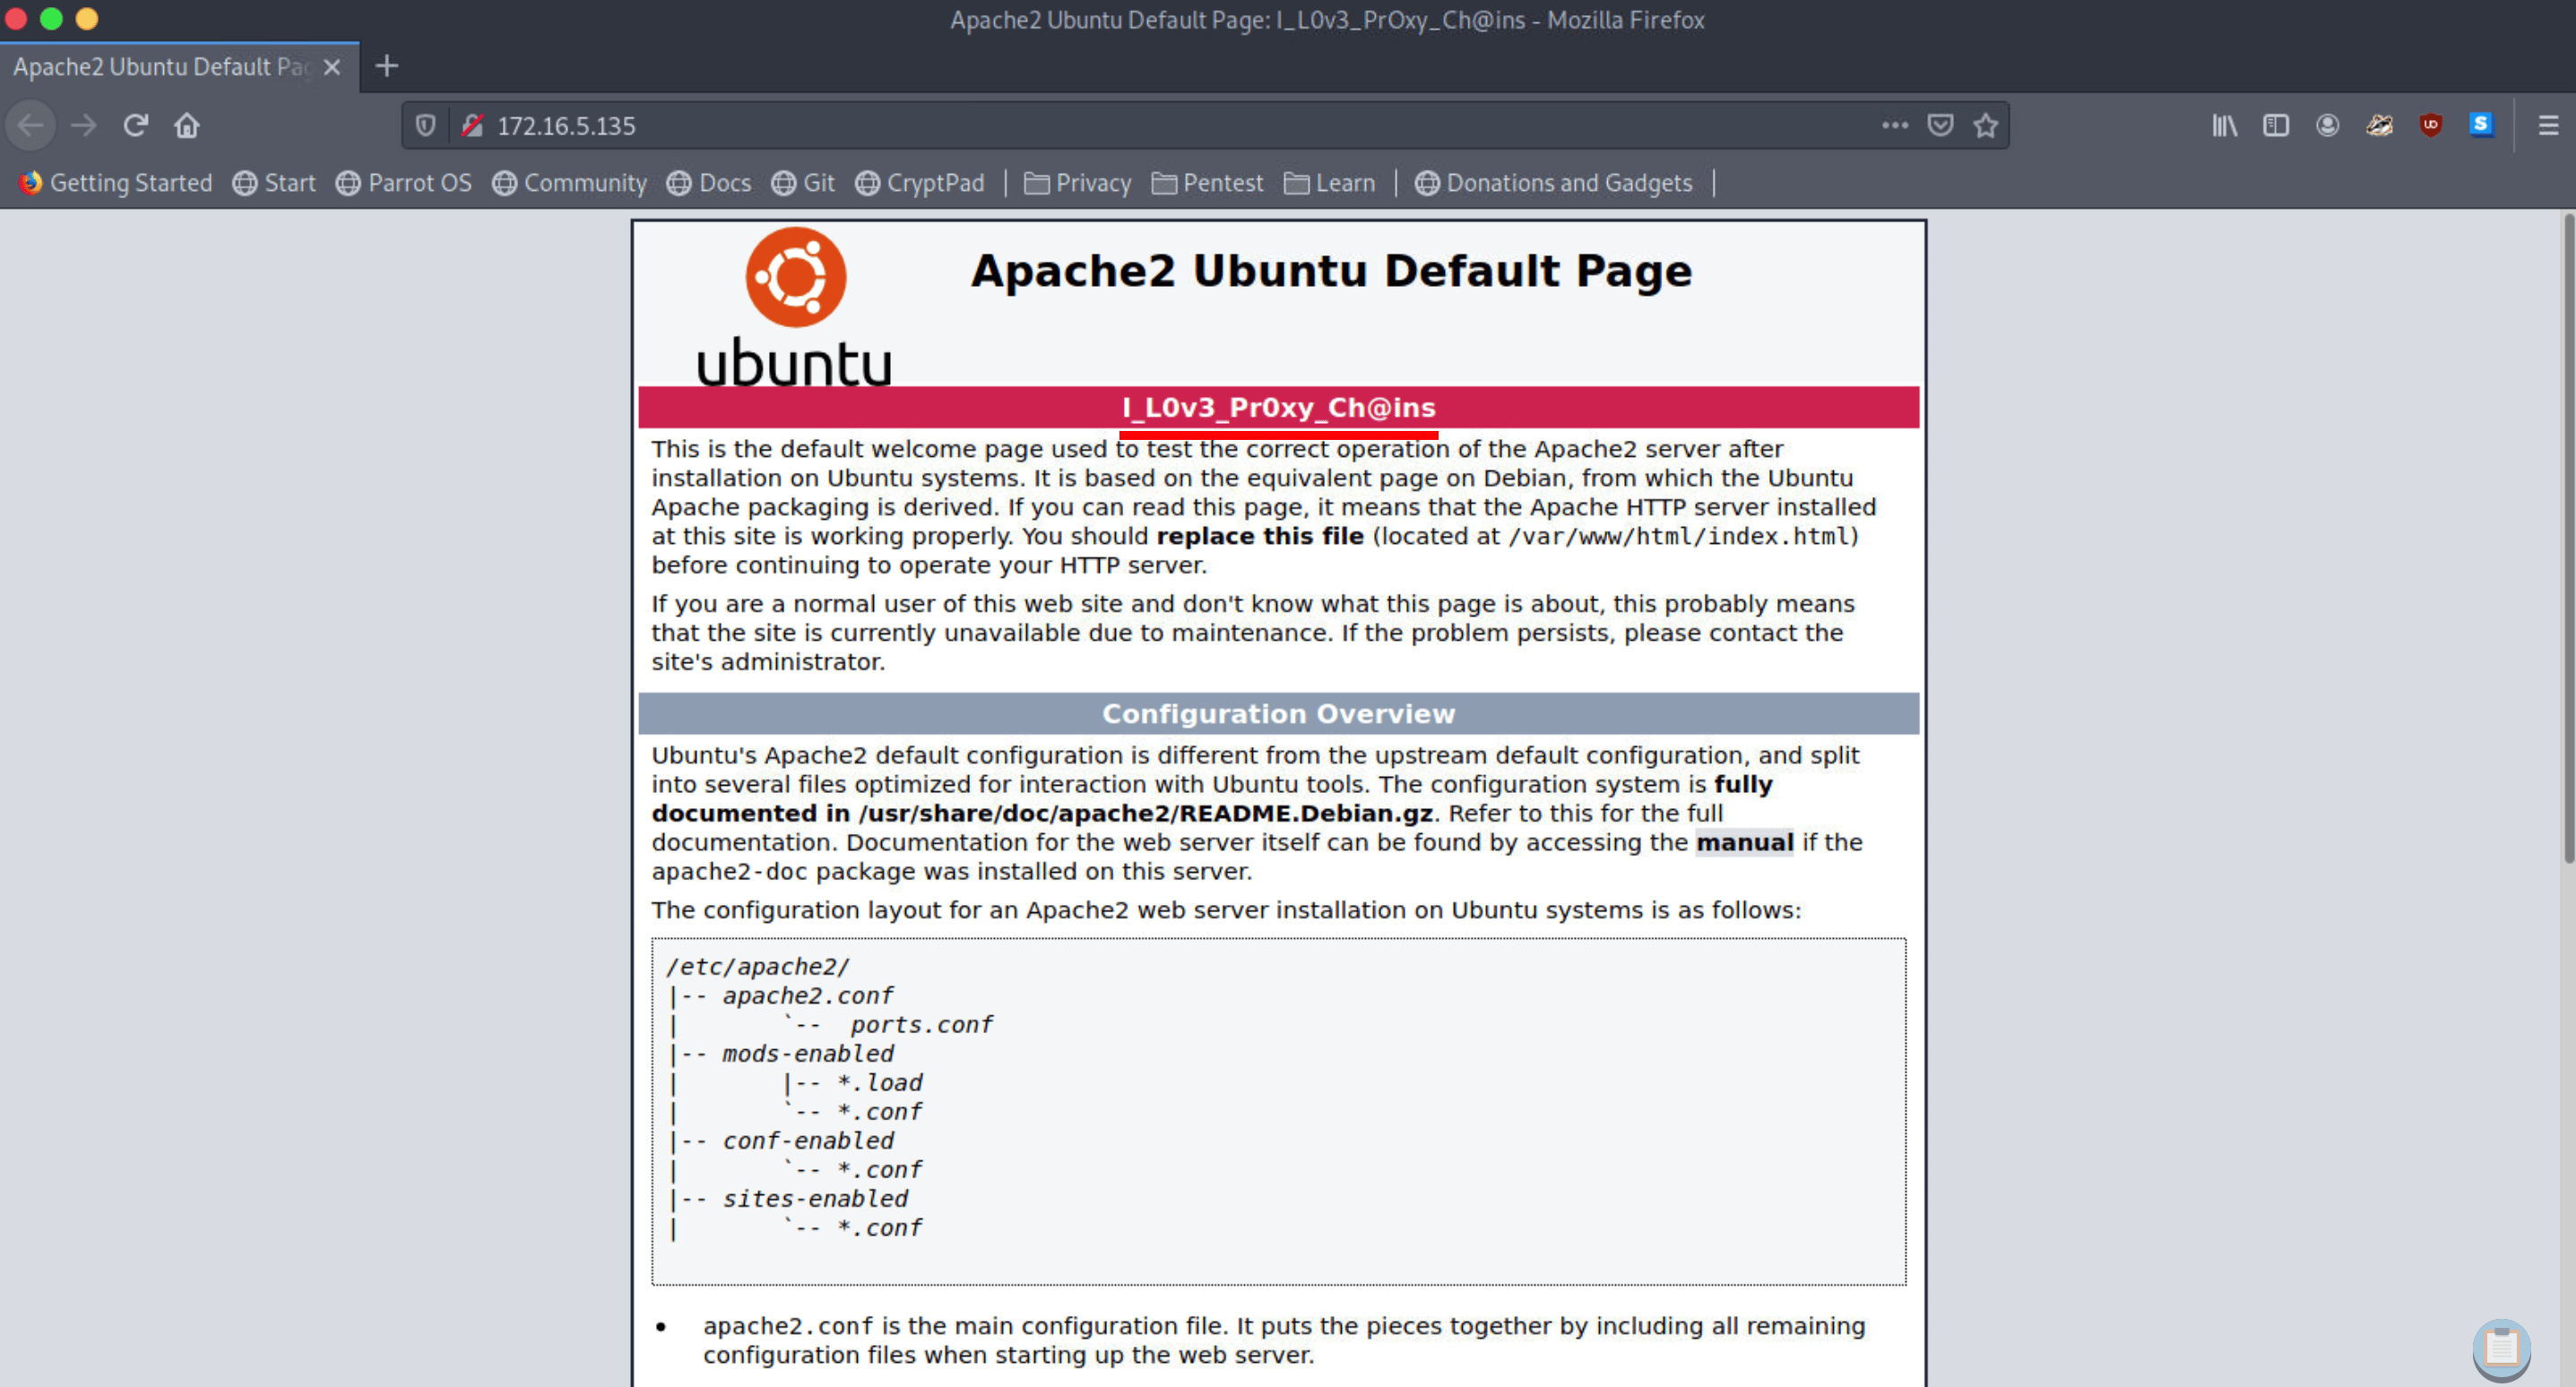 Apache2 Ubuntu Default Page: I_L0v3_PrOxy_Ch@ins - Mozilla Firefox
Apache2 Ubuntu Default Pag
172.16.5.135
Getting Started Start Parrot OS Community Docs Git CryptPad Privacy Pentest Learn Donations and Gadgets
ubuntu
Apache2 Ubuntu Default Page
I_L0v3_Pr0xy_Ch@ins
This is the default welcome page used to test the correct operation of the Apache2 server after
installation on Ubuntu systems. It is based on the equivalent page on Debian, from which the Ubuntu
Apache packaging is derived. If you can read this page, it means that the Apache HTTP server installed
at this site is working properly. You should replace this file (located at /var/www/html/index.html)
before continuing to operate your HTTP server.
If you are a normal user of this web site and don't know what this page is about, this probably means
that the site is currently unavailable due to maintenance. If the problem persists, please contact the
site's administrator.
Configuration Overview
Ubuntu's Apache2 default configuration is different from the upstream default configuration, and split
into several files optimized for interaction with Ubuntu tools. The configuration system is fully
documented in /usr/share/doc/apache2/README.Debian.gz. Refer to this for the full
documentation. Documentation for the web server itself can be found by accessing the manual if the
apache2-doc package was installed on this server.
The configuration layout for an Apache2 web server installation on Ubuntu systems is as follows:
/etc/apache2/
|-- apache2.conf
|       `--  ports.conf
|-- mods-enabled
|       |-- *.load
|       `-- *.conf
|-- conf-enabled
|       `-- *.conf
|-- sites-enabled
|       `-- *.conf
• apache2.conf is the main configuration file. It puts the pieces together by including all remaining
configuration files when starting up the web server.